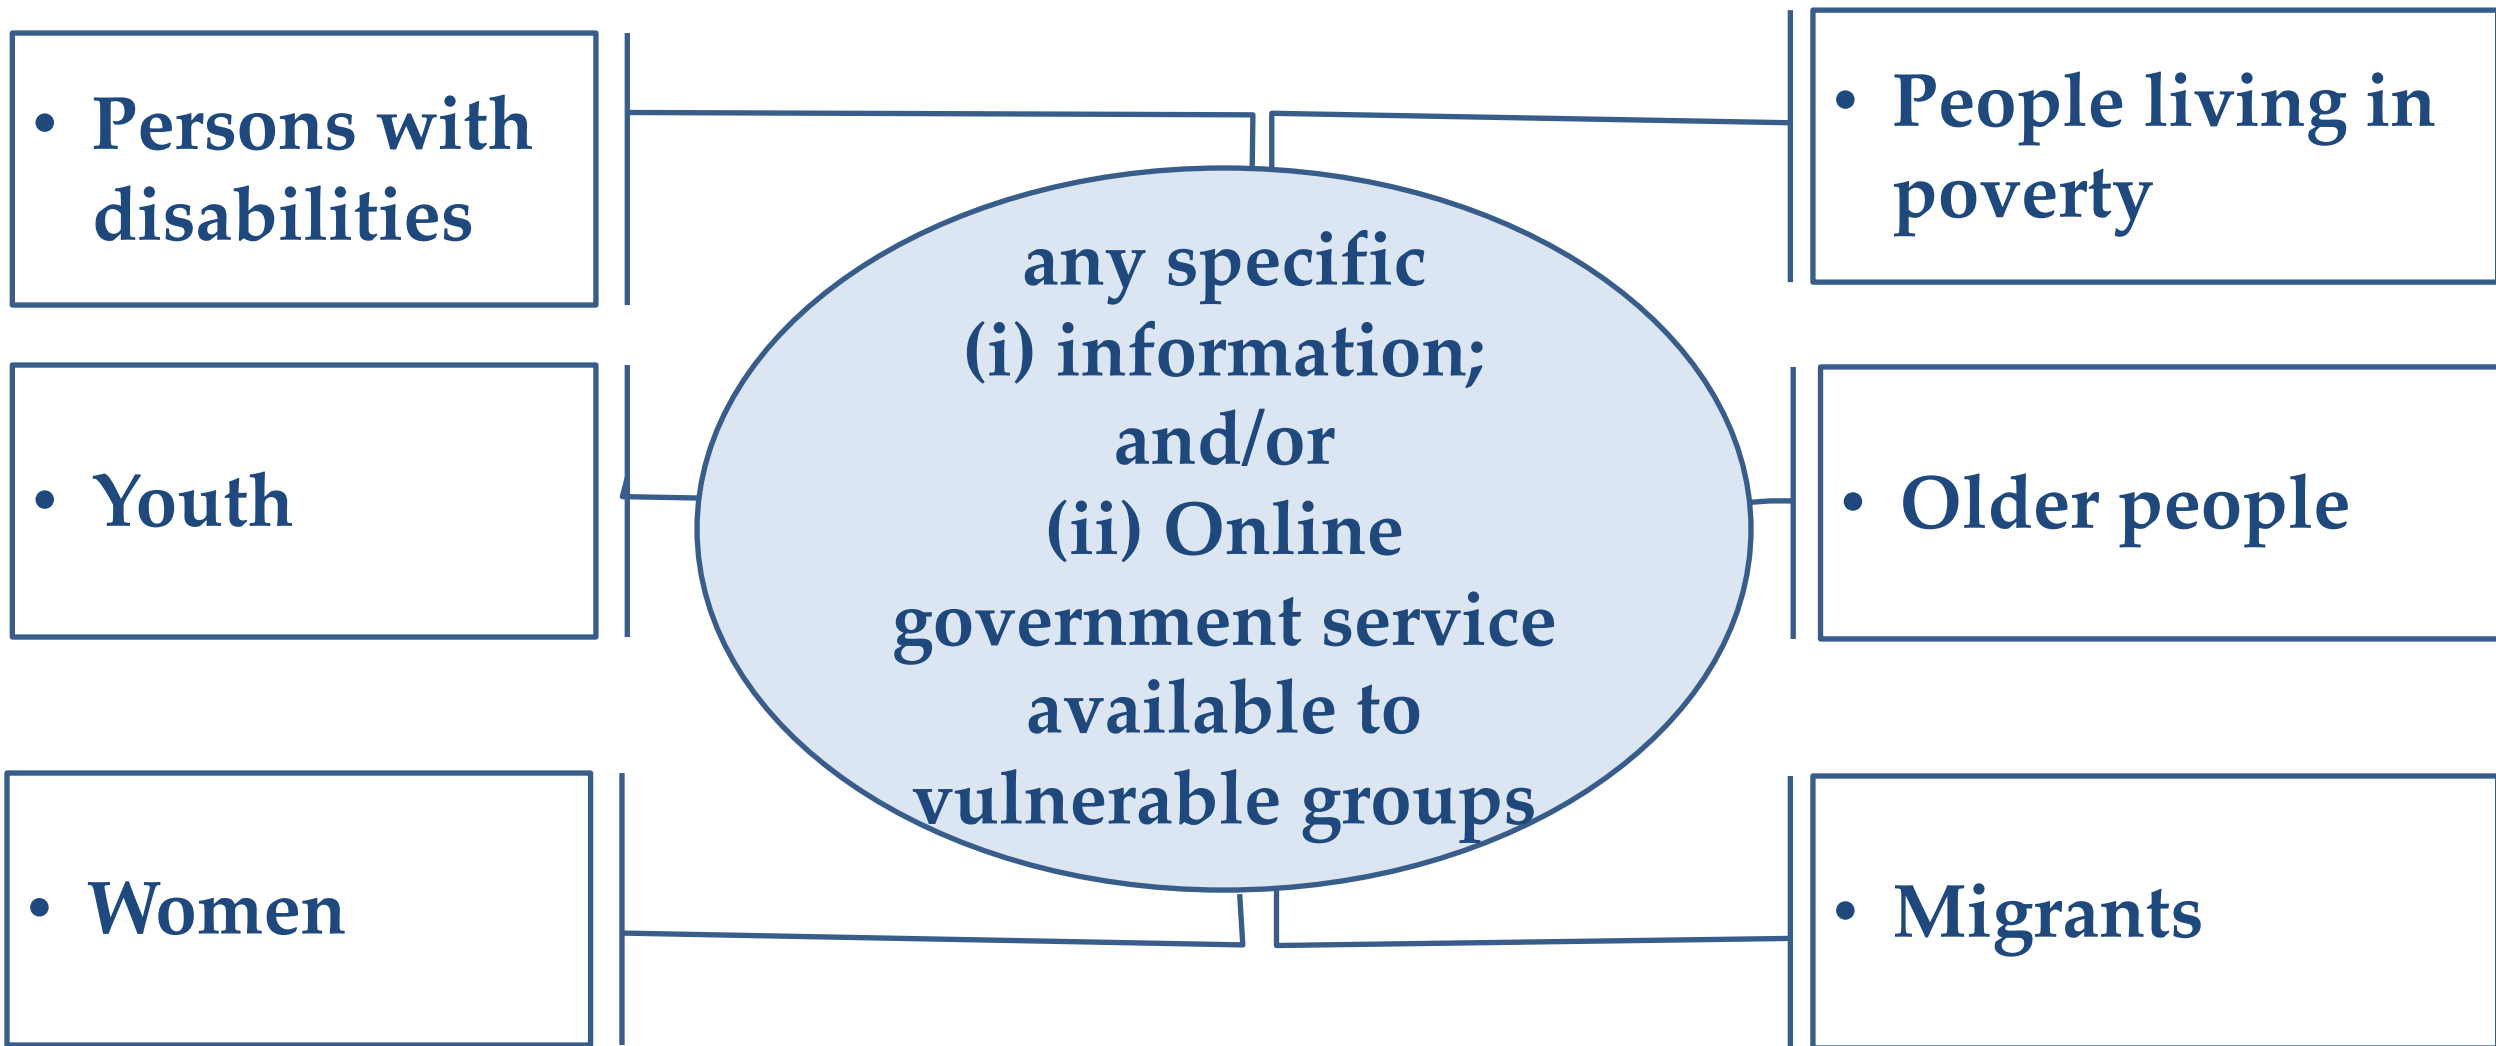 • Persons with
disabilities
• People living in
poverty
any specific
(i) information;
and/or
(ii) Online
government service
available to
vulnerable groups
• Youth
• Older people
• Women
• Migrants